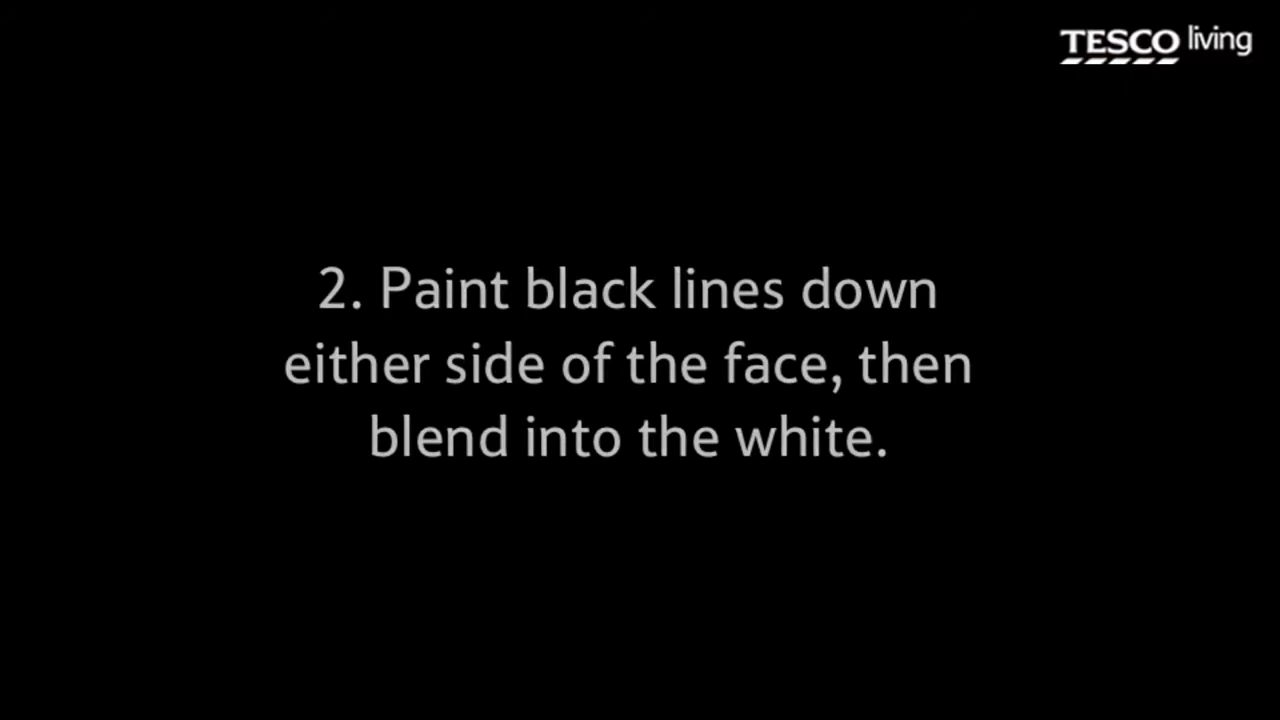 TESCO living
2. Paint black lines down
either side of the face, then
blend into the white.